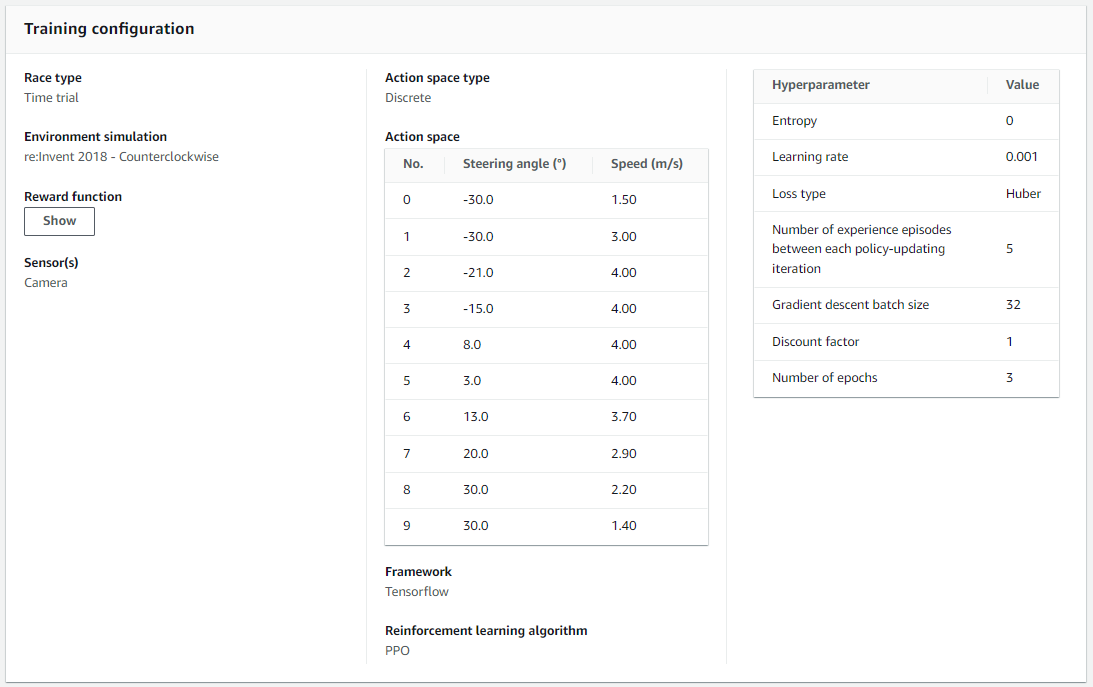 Training configuration
Race type
Time trial
Environment simulation
re:Invent 2018 - Counterclockwise
Reward function
Show
Sensor(s)
Camera
Action space type
Discrete
Action space
No. Steering angle (°) Speed (m/s)
0 -30.0 1.50
1 -30.0 3.00
2 -21.0 4.00
3 -15.0 4.00
4 8.0 4.00
5 3.0 4.00
6 13.0 3.70
7 20.0 2.90
8 30.0 2.20
9 30.0 1.40
Framework
Tensorflow
Reinforcement learning algorithm
PPO
Hyperparameter Value
Entropy 0
Learning rate 0.001
Loss type Huber
Number of experience episodes
between each policy-updating 5
iteration
Gradient descent batch size 32
Discount factor 1
Number of epochs 3